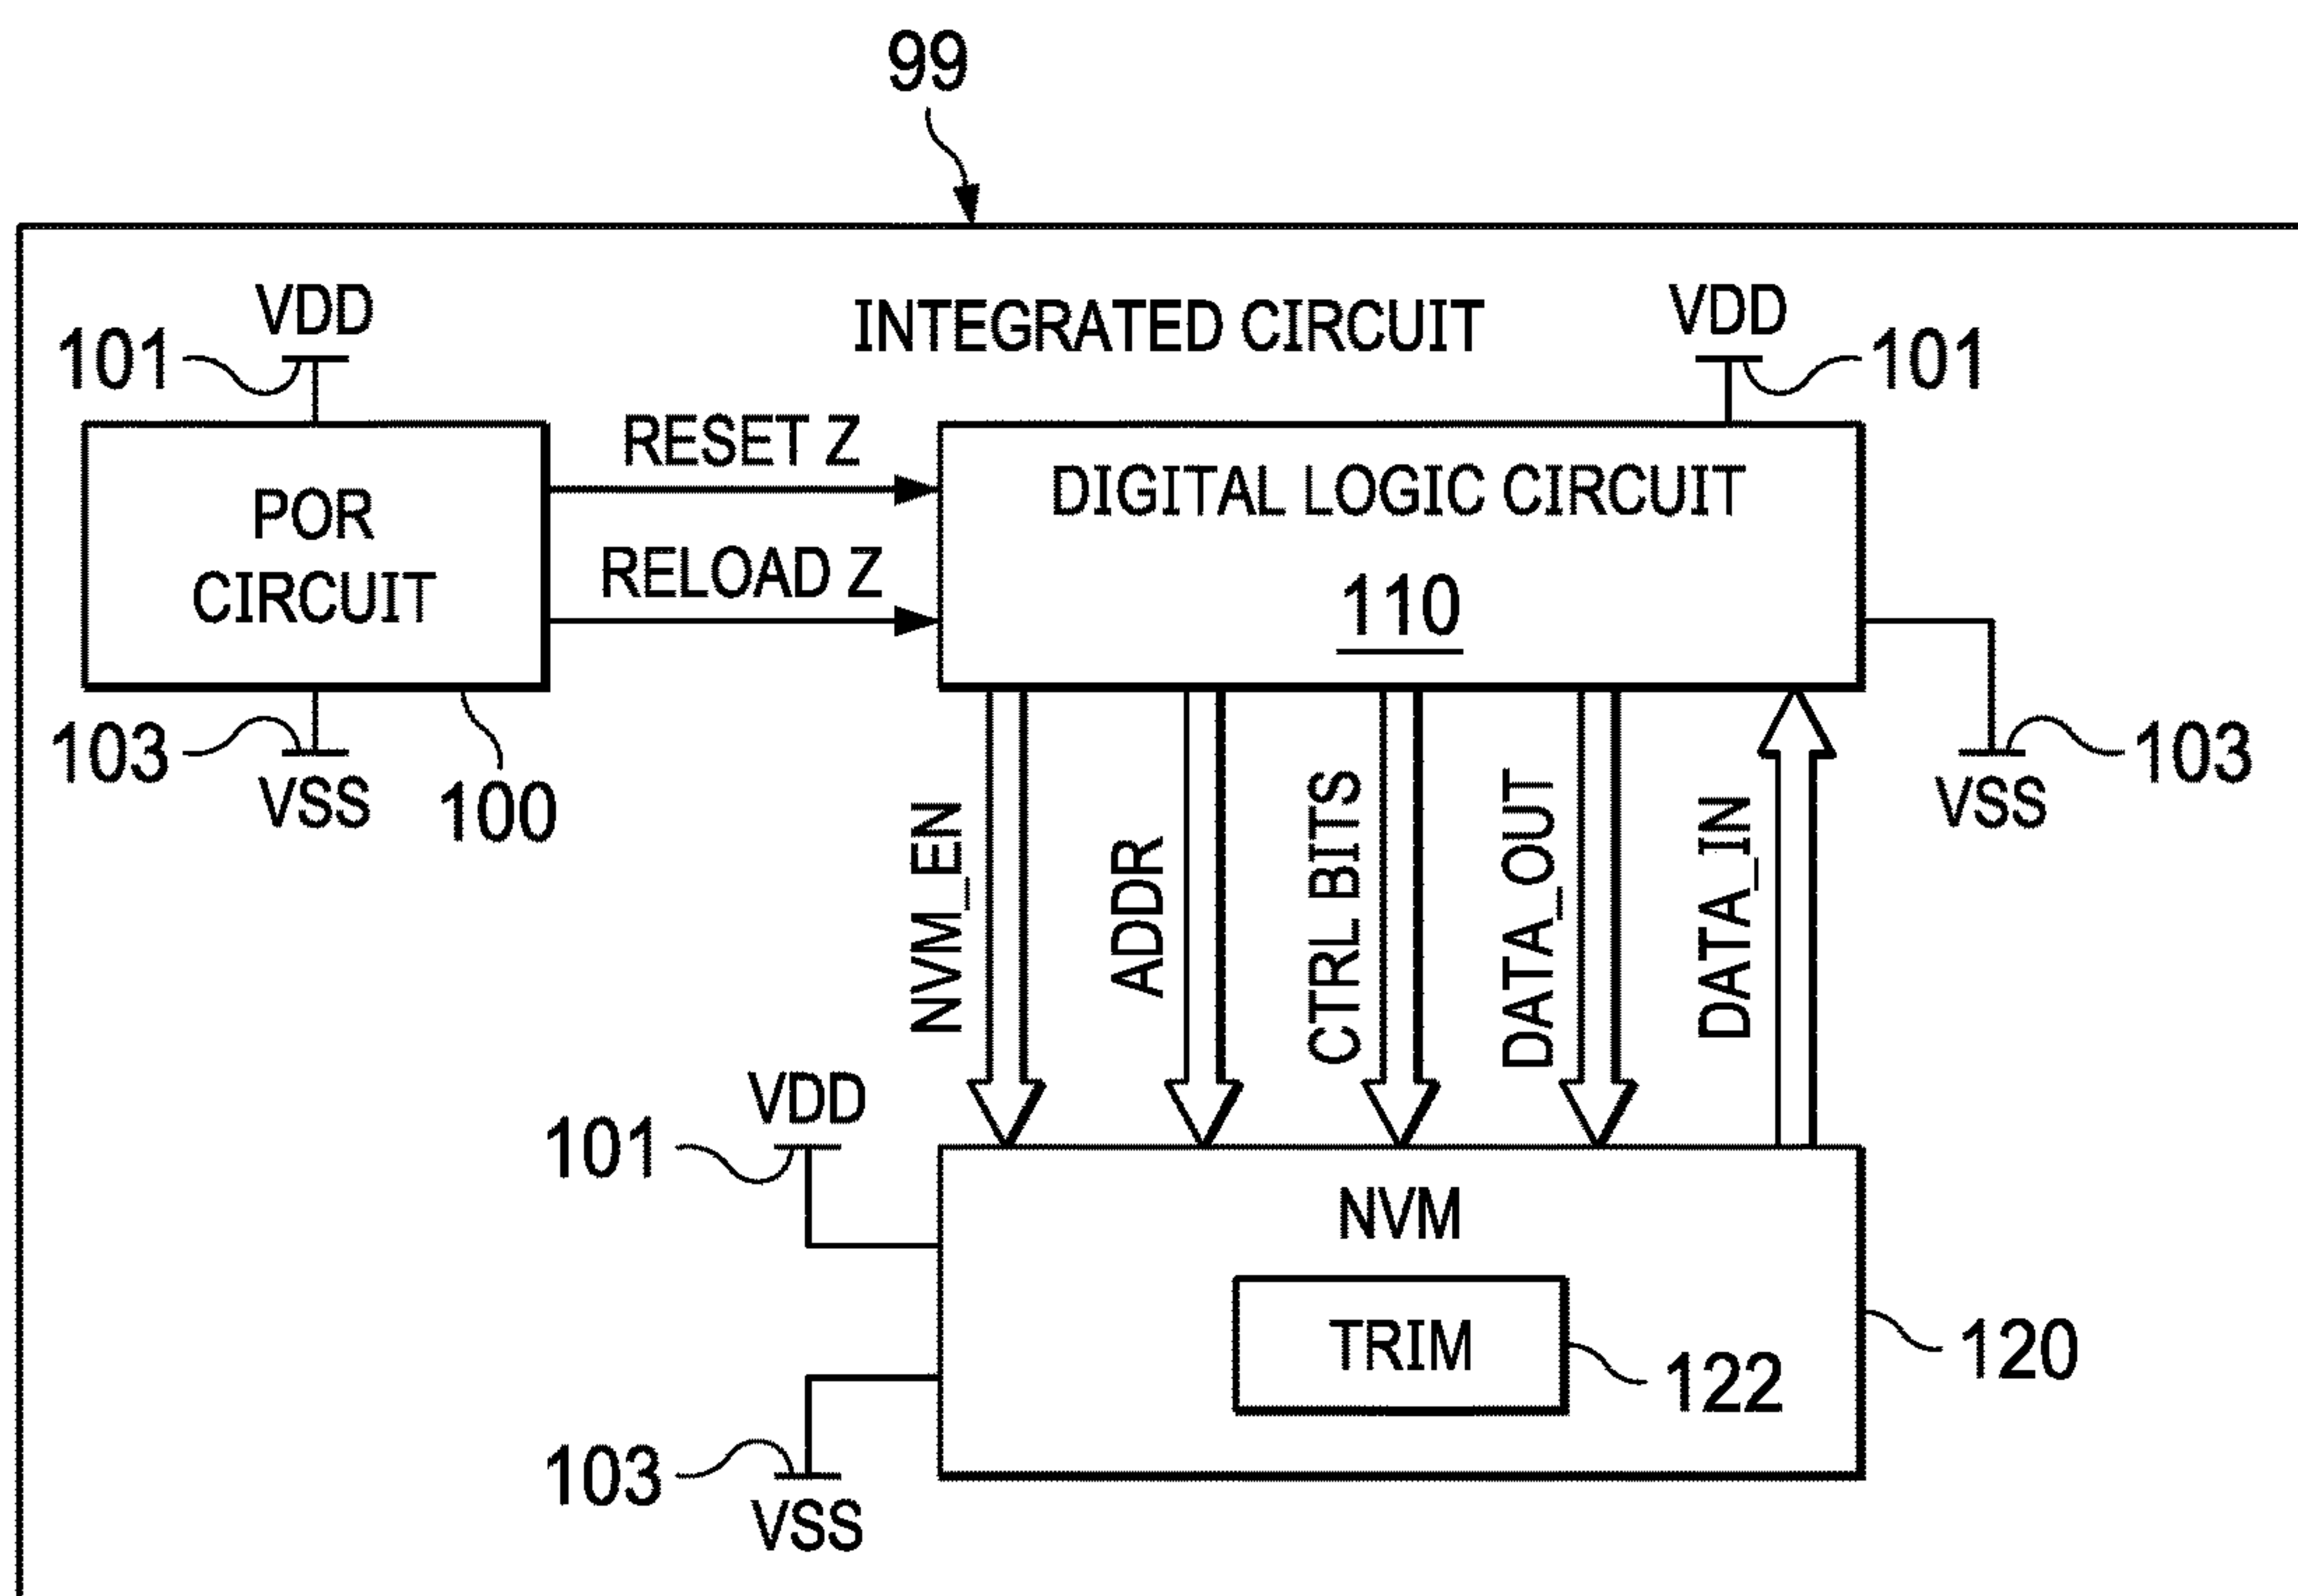 99
INTEGRATED CIRCUIT
VDD
101
VDD
101
POR
CIRCUIT
RESET Z
RELOAD Z
DIGITAL LOGIC CIRCUIT
110
103
VSS
100
103
VSS
NVM_EN
ADDR
CTRL BITS
DATA_OUT
DATA_IN
VDD
101
NVM
TRIM
122
120
103
VSS